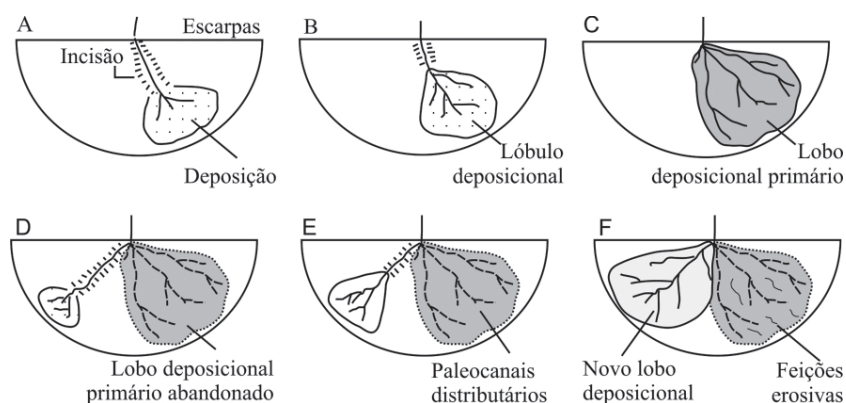 A
Escarpas
Incisão
Deposição
B
Lóbulo
deposicional
C
Lobo
deposicional primário
D
Lobo deposicional
primário abandonado
E
Paleocanais
distributários
F
Novo lobo
deposicional
Feições
erosivas